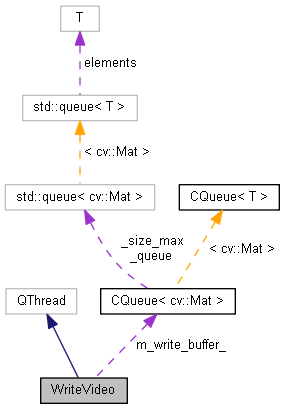 T
elements
std::queue< T >
< cv::Mat >
std::queue< cv::Mat >
CQueue< T >
_size_max
_queue
< cv::Mat >
QThread
CQueue< cv::Mat >
m_write_buffer_
WriteVideo